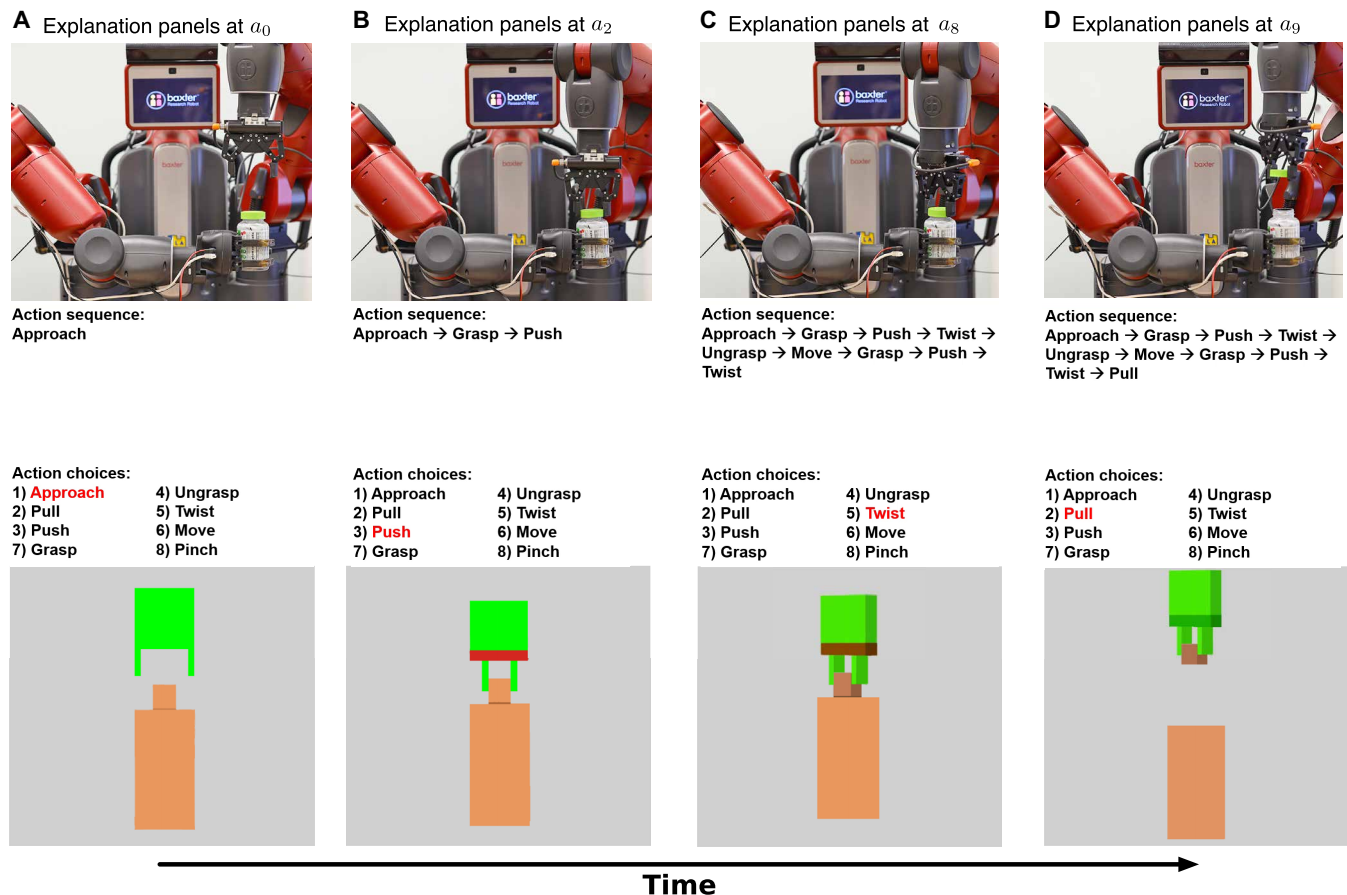 A Explanation panels at a0
baxter
Research Robot
baxter
Action sequence:
Approach
Action choices:
1) Approach 4) Ungrasp
2) Pull 5) Twist
3) Push 6) Move
7) Grasp 8) Pinch
B Explanation panels at a2
baxter
Research Robot
baxter
Action sequence:
Approach → Grasp → Push
Action choices:
1) Approach 4) Ungrasp
2) Pull 5) Twist
3) Push 6) Move
7) Grasp 8) Pinch
C Explanation panels at a8
baxter
Research Robot
baxter
Action sequence:
Approach → Grasp → Push → Twist →
Ungrasp → Move → Grasp → Push →
Twist
Action choices:
1) Approach 4) Ungrasp
2) Pull 5) Twist
3) Push 6) Move
7) Grasp 8) Pinch
D Explanation panels at a9
baxter
Research Robot
baxter
Action sequence:
Approach → Grasp → Push → Twist →
Ungrasp → Move → Grasp → Push →
Twist → Pull
Action choices:
1) Approach 4) Ungrasp
2) Pull 5) Twist
3) Push 6) Move
7) Grasp 8) Pinch
Time